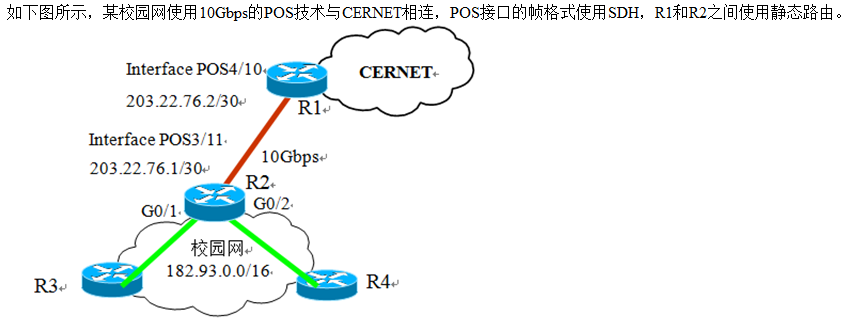 如下图所示，某校园网使用10Gbps的POS技术与CERNET相连，POS接口的帧格式使用SDH，R1和R2之间使用静态路由。
CERNET
Interface POS4/10
203.22.76.2/30
R1
Interface POS3/11
203.22.76.1/30
10Gbps
R2
G0/1
G0/2
校园网
182.93.0.0/16
R3
R4